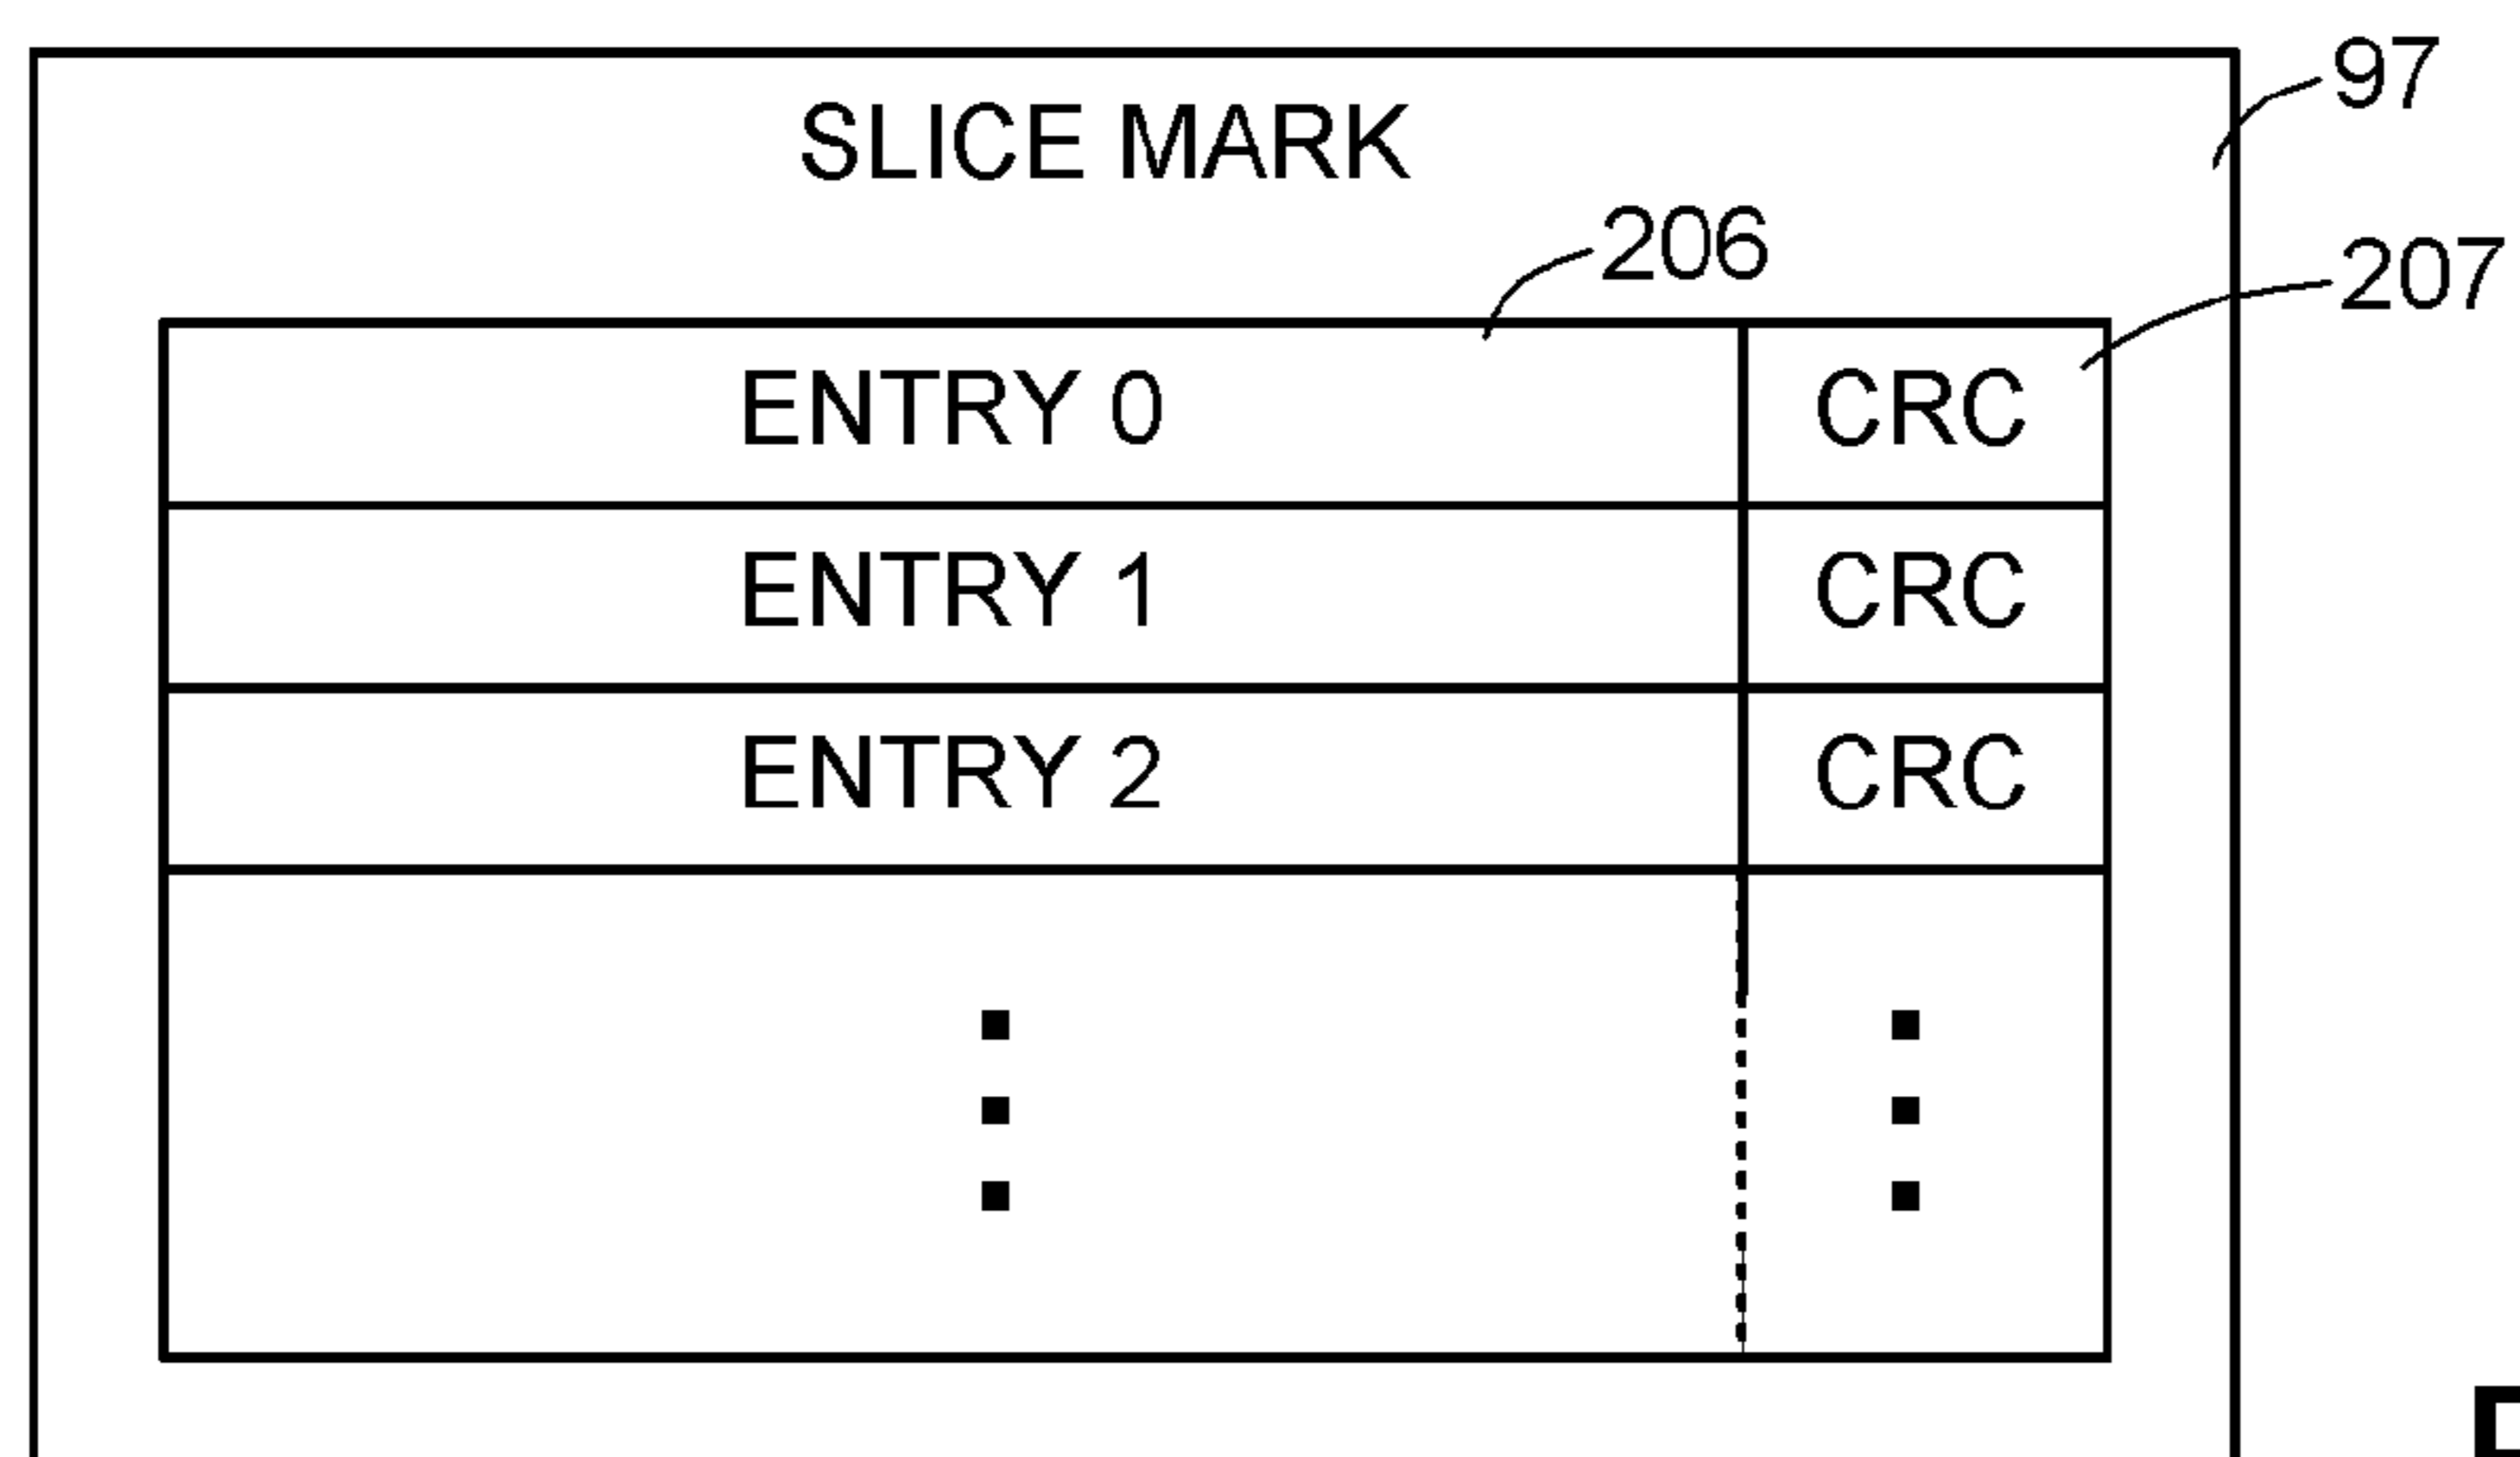 97
SLICE MARK
206
207
ENTRY 0 CRC
ENTRY 1 CRC
ENTRY 2 CRC